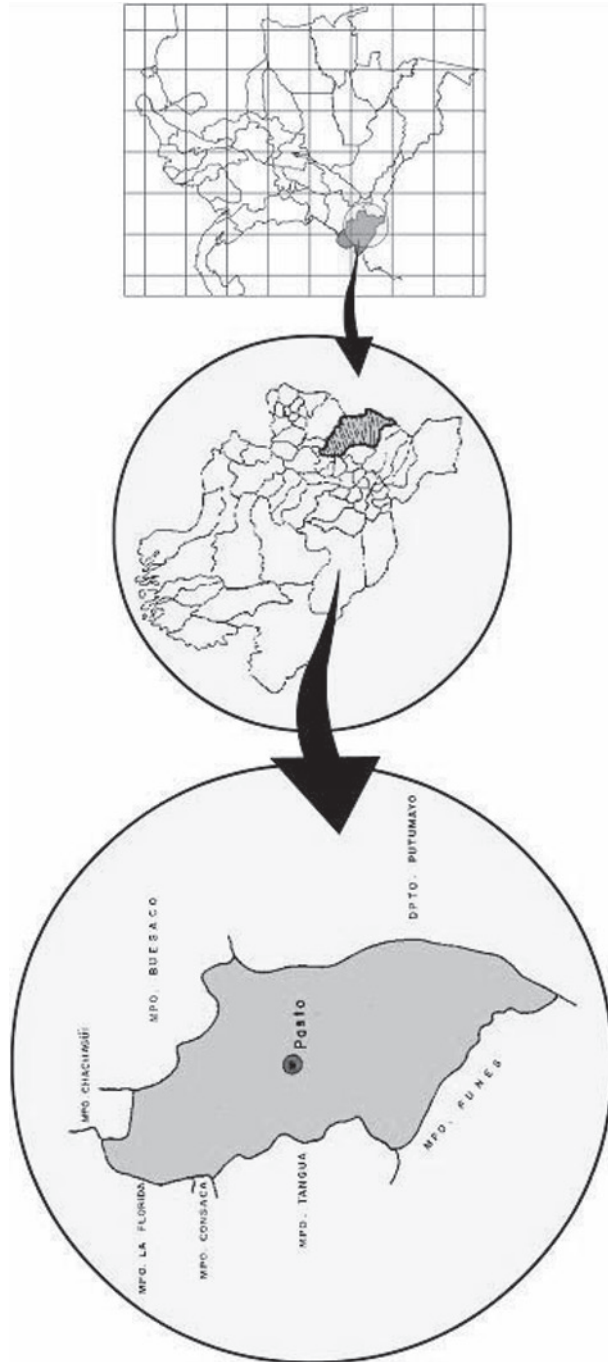 MPO. CHACHAGÜÍ
MPO. BUESACO
DPTO. PUTUMAYO
Pasto
MPO. LA FLORIDA
MPO. CONSACA
MPO. TANGUA
MPO. FUNES